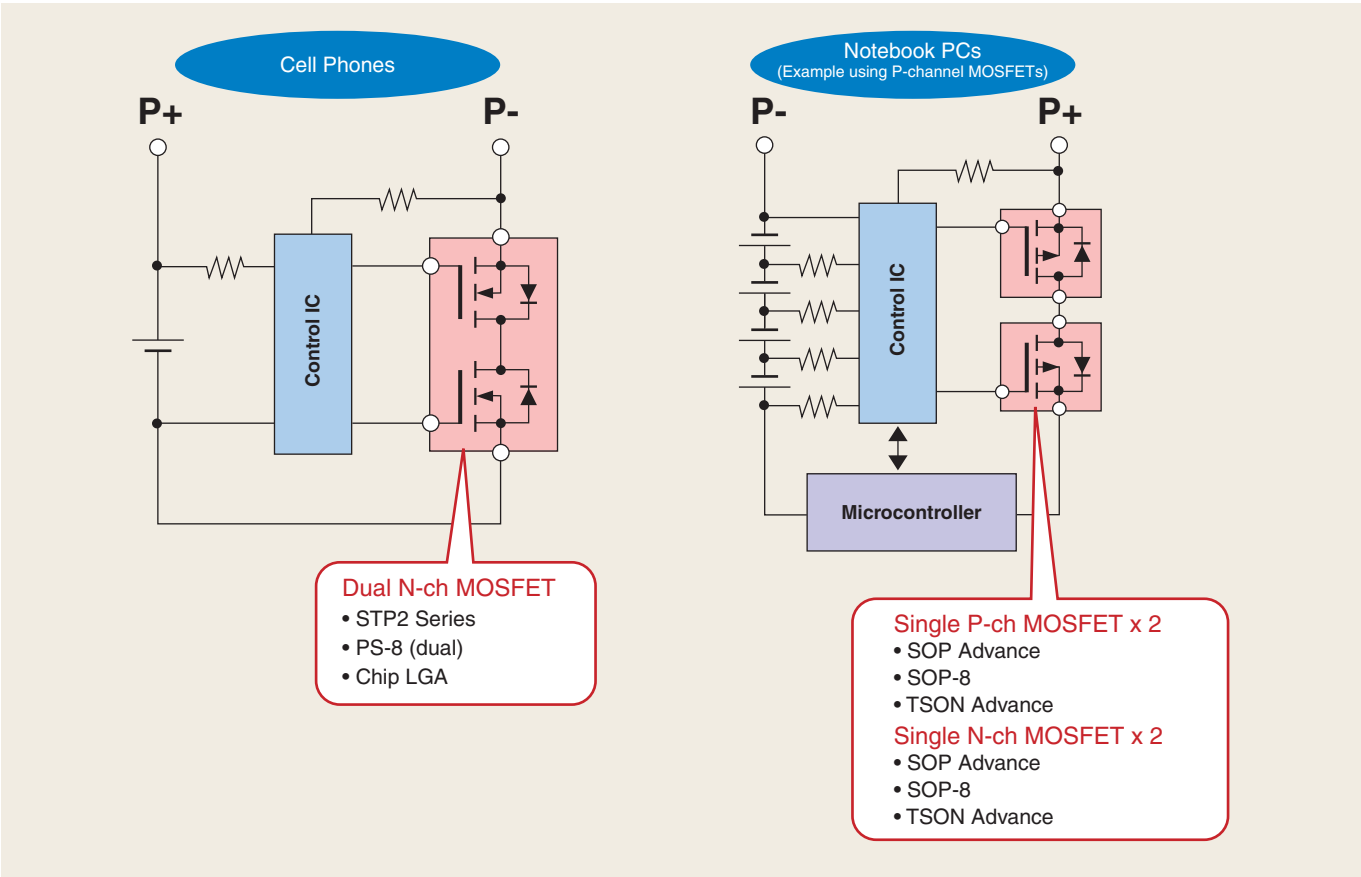 Cell Phones
P+
P-
Control IC
Dual N-ch MOSFET
• STP2 Series
• PS-8 (dual)
• Chip LGA
Notebook PCs
(Example using P-channel MOSFETs)
P-
P+
Control IC
Microcontroller
Single P-ch MOSFET x 2
• SOP Advance
• SOP-8
• TSON Advance
Single N-ch MOSFET x 2
• SOP Advance
• SOP-8
• TSON Advance